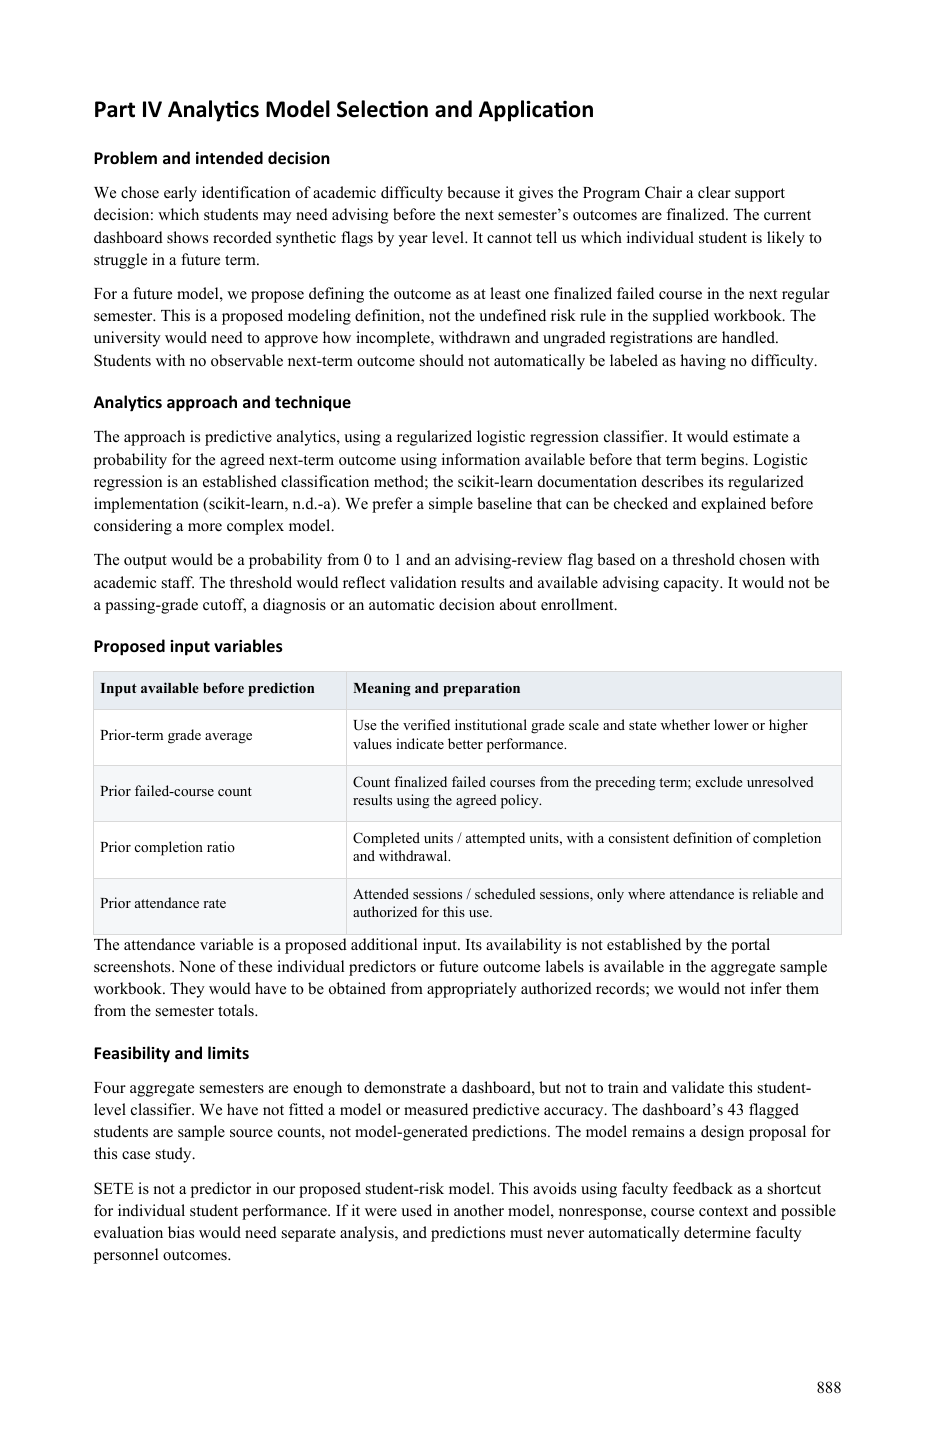 Part IV Analytics Model Selection and Application
Problem and intended decision
We chose early identification of academic difficulty because it gives the Program Chair a clear support
decision: which students may need advising before the next semester’s outcomes are finalized. The current
dashboard shows recorded synthetic flags by year level. It cannot tell us which individual student is likely to
struggle in a future term.
For a future model, we propose defining the outcome as at least one finalized failed course in the next regular
semester. This is a proposed modeling definition, not the undefined risk rule in the supplied workbook. The
university would need to approve how incomplete, withdrawn and ungraded registrations are handled.
Students with no observable next-term outcome should not automatically be labeled as having no difficulty.
Analytics approach and technique
The approach is predictive analytics, using a regularized logistic regression classifier. It would estimate a
probability for the agreed next-term outcome using information available before that term begins. Logistic
regression is an established classification method; the scikit-learn documentation describes its regularized
implementation (scikit-learn, n.d.-a). We prefer a simple baseline that can be checked and explained before
considering a more complex model.
The output would be a probability from 0 to 1 and an advising-review flag based on a threshold chosen with
academic staff. The threshold would reflect validation results and available advising capacity. It would not be
a passing-grade cutoff, a diagnosis or an automatic decision about enrollment.
Proposed input variables
Input available before prediction
Meaning and preparation
Prior-term grade average
Use the verified institutional grade scale and state whether lower or higher
values indicate better performance.
Prior failed-course count
Count finalized failed courses from the preceding term; exclude unresolved
results using the agreed policy.
Prior completion ratio
Completed units / attempted units, with a consistent definition of completion
and withdrawal.
Prior attendance rate
Attended sessions / scheduled sessions, only where attendance is reliable and
authorized for this use.
The attendance variable is a proposed additional input. Its availability is not established by the portal
screenshots. None of these individual predictors or future outcome labels is available in the aggregate sample
workbook. They would have to be obtained from appropriately authorized records; we would not infer them
from the semester totals.
Feasibility and limits
Four aggregate semesters are enough to demonstrate a dashboard, but not to train and validate this student-
level classifier. We have not fitted a model or measured predictive accuracy. The dashboard’s 43 flagged
students are sample source counts, not model-generated predictions. The model remains a design proposal for
this case study.
SETE is not a predictor in our proposed student-risk model. This avoids using faculty feedback as a shortcut
for individual student performance. If it were used in another model, nonresponse, course context and possible
evaluation bias would need separate analysis, and predictions must never automatically determine faculty
personnel outcomes.
888